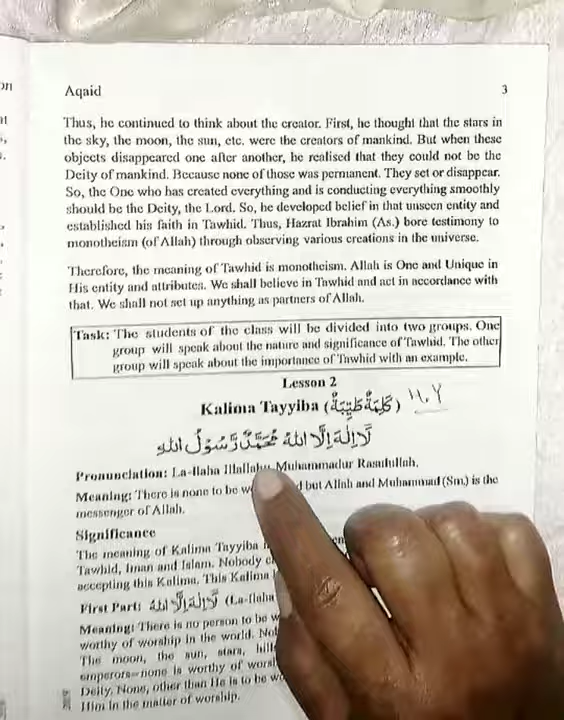 Aqaid 3
Thus, he continued to think about the creator. First, he thought that the stars in
the sky, the moon, the sun, etc. were the creators of mankind. But when these
objects disappeared one after another, he realised that they could not be the
Deity of mankind. Because none of those was permanent. They set or disappear.
So, the One who has created everything and is conducting everything smoothly
should be the Deity, the Lord. So, he developed belief in that unseen entity and
established his faith in Tawhid. Thus, Hazrat Ibrahim (As.) bore testimony to
monotheism (of Allah) through observing various creations in the universe.
Therefore, the meaning of Tawhid is monotheism. Allah is One and Unique in
His entity and attributes. We shall believe in Tawhid and act in accordance with
that. We shall not set up anything as partners of Allah.
Task: The students of the class will be divided into two groups. One
group will speak about the nature and significance of Tawhid. The other
group will speak about the importance of Tawhid with an example.
Lesson 2
Kalima Tayyiba (كَلِمَةٌ طَيِّبَةٌ)
لَا إِلٰهَ إِلَّا اللهُ مُحَمَّدٌ رَّسُوْلُ اللهِ
Pronunciation: La-Ilaha Illallahu Muhammadur Rasulullah.
Meaning: There is none to be but Allah and Muhammad (Sm.) is the
messenger of Allah.
Significance
The meaning of Kalima Tayyiba
Tawhid, Iman and Islam. Nobody
accepting this Kalima. This Kalima
First Part: لَا إِلٰهَ إِلَّا اللهُ (La-Ilaha
Meaning: There is no person to be
worthy of worship in the world.
The moon, the sun, stars,
emperors–none is worthy of
Deity. None, other than He is to be
Him in the matter of worship.